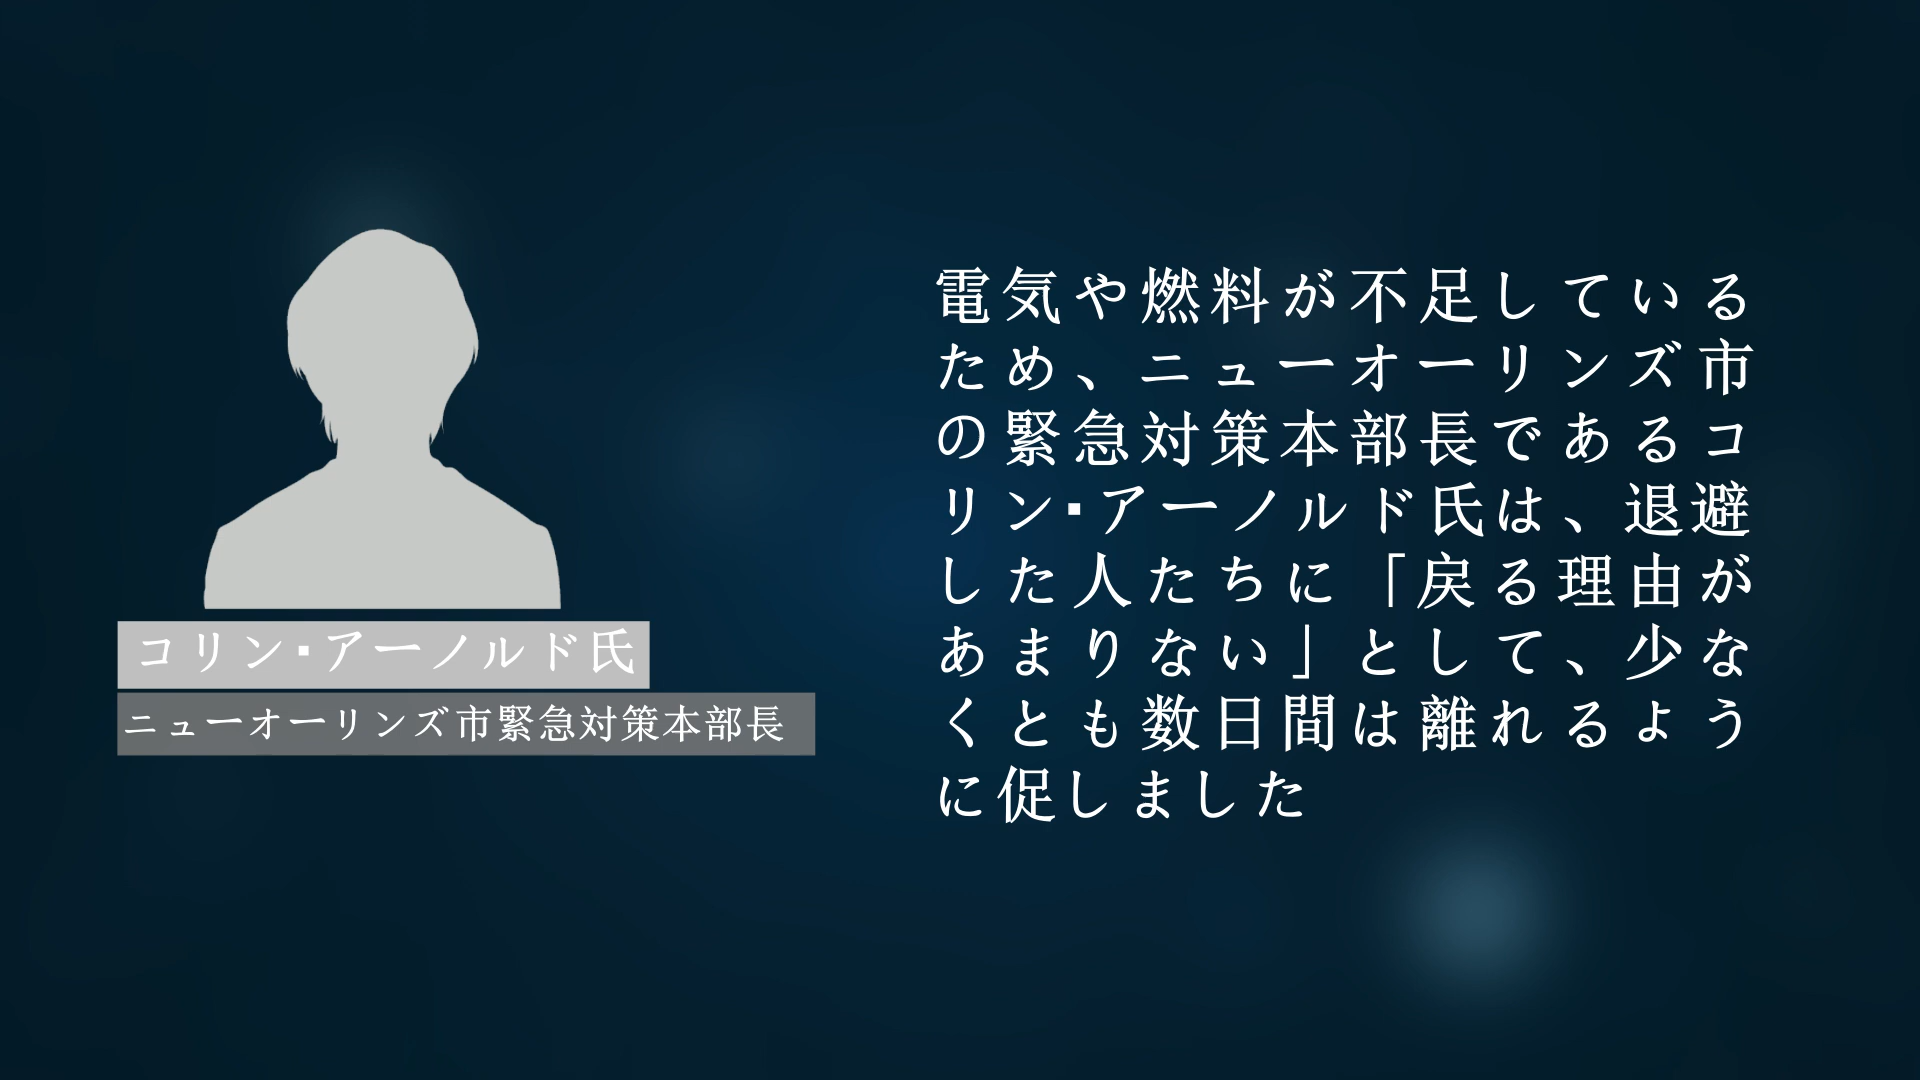 コリン・アーノルド氏
ニューオーリンズ市緊急対策本部長
電気や燃料が不足している
ため、ニューオーリンズ市
の緊急対策本部長であるコ
リン・アーノルド氏は、退避
した人たちに「戻る理由が
あまりない」として、少な
くとも数日間は離れるよう
に促しました